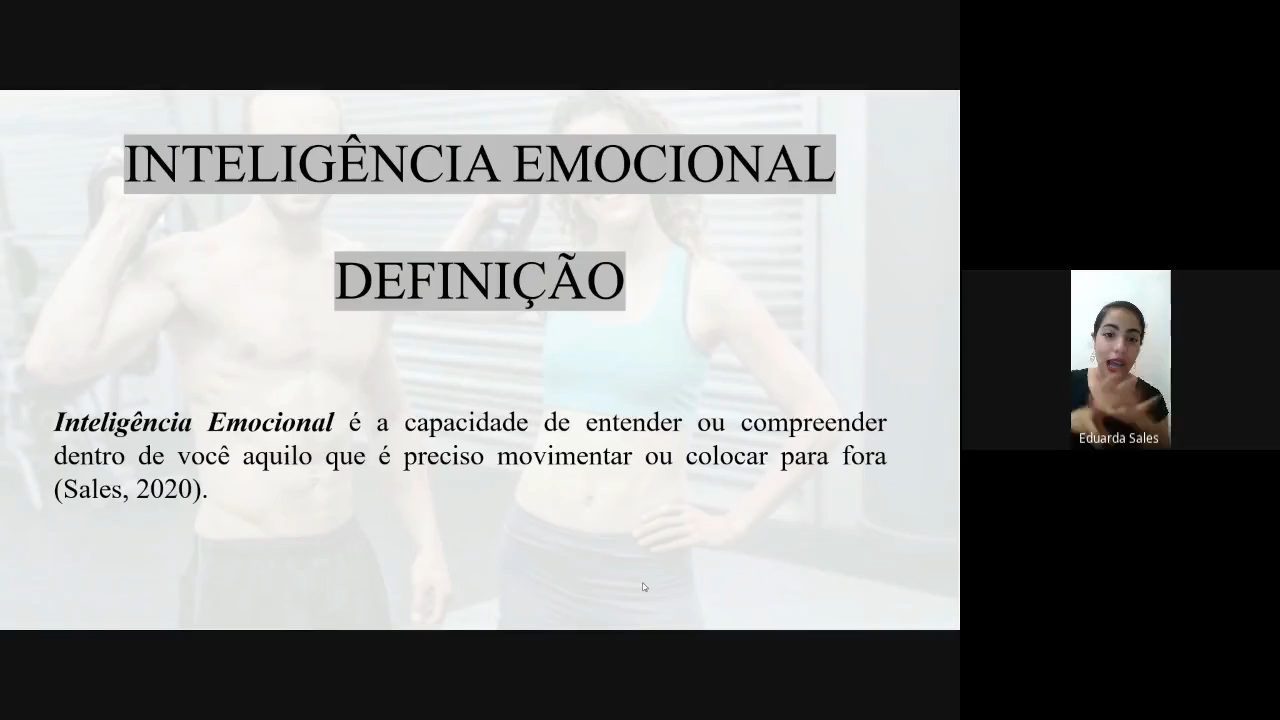 INTELIGÊNCIA EMOCIONAL
DEFINIÇÃO
Inteligência Emocional é a capacidade de entender ou compreender
dentro de você aquilo que é preciso movimentar ou colocar para fora
(Sales, 2020).
Eduarda Sales